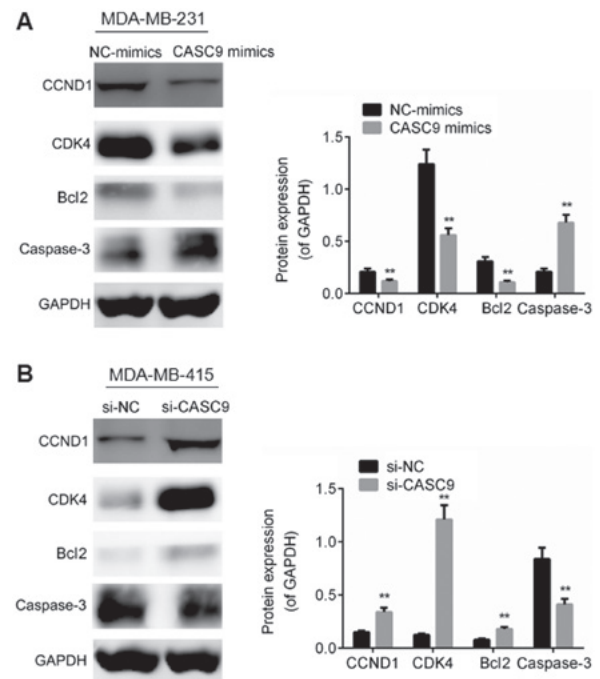 A
MDA-MB-231
NC-mimics CASC9 mimics
CCND1
CDK4
Bcl2
Caspase-3
GAPDH
NC-mimics
CASC9 mimics
Protein expression
(of GAPDH)
1.5
1.0
0.5
0.0
** ** ** **
CCND1 CDK4 Bcl2 Caspase-3
B
MDA-MB-415
si-NC si-CASC9
CCND1
CDK4
Bcl2
Caspase-3
GAPDH
si-NC
si-CASC9
Protein expression
(of GAPDH)
1.5
1.0
0.5
0.0
** ** ** **
CCND1 CDK4 Bcl2 Caspase-3